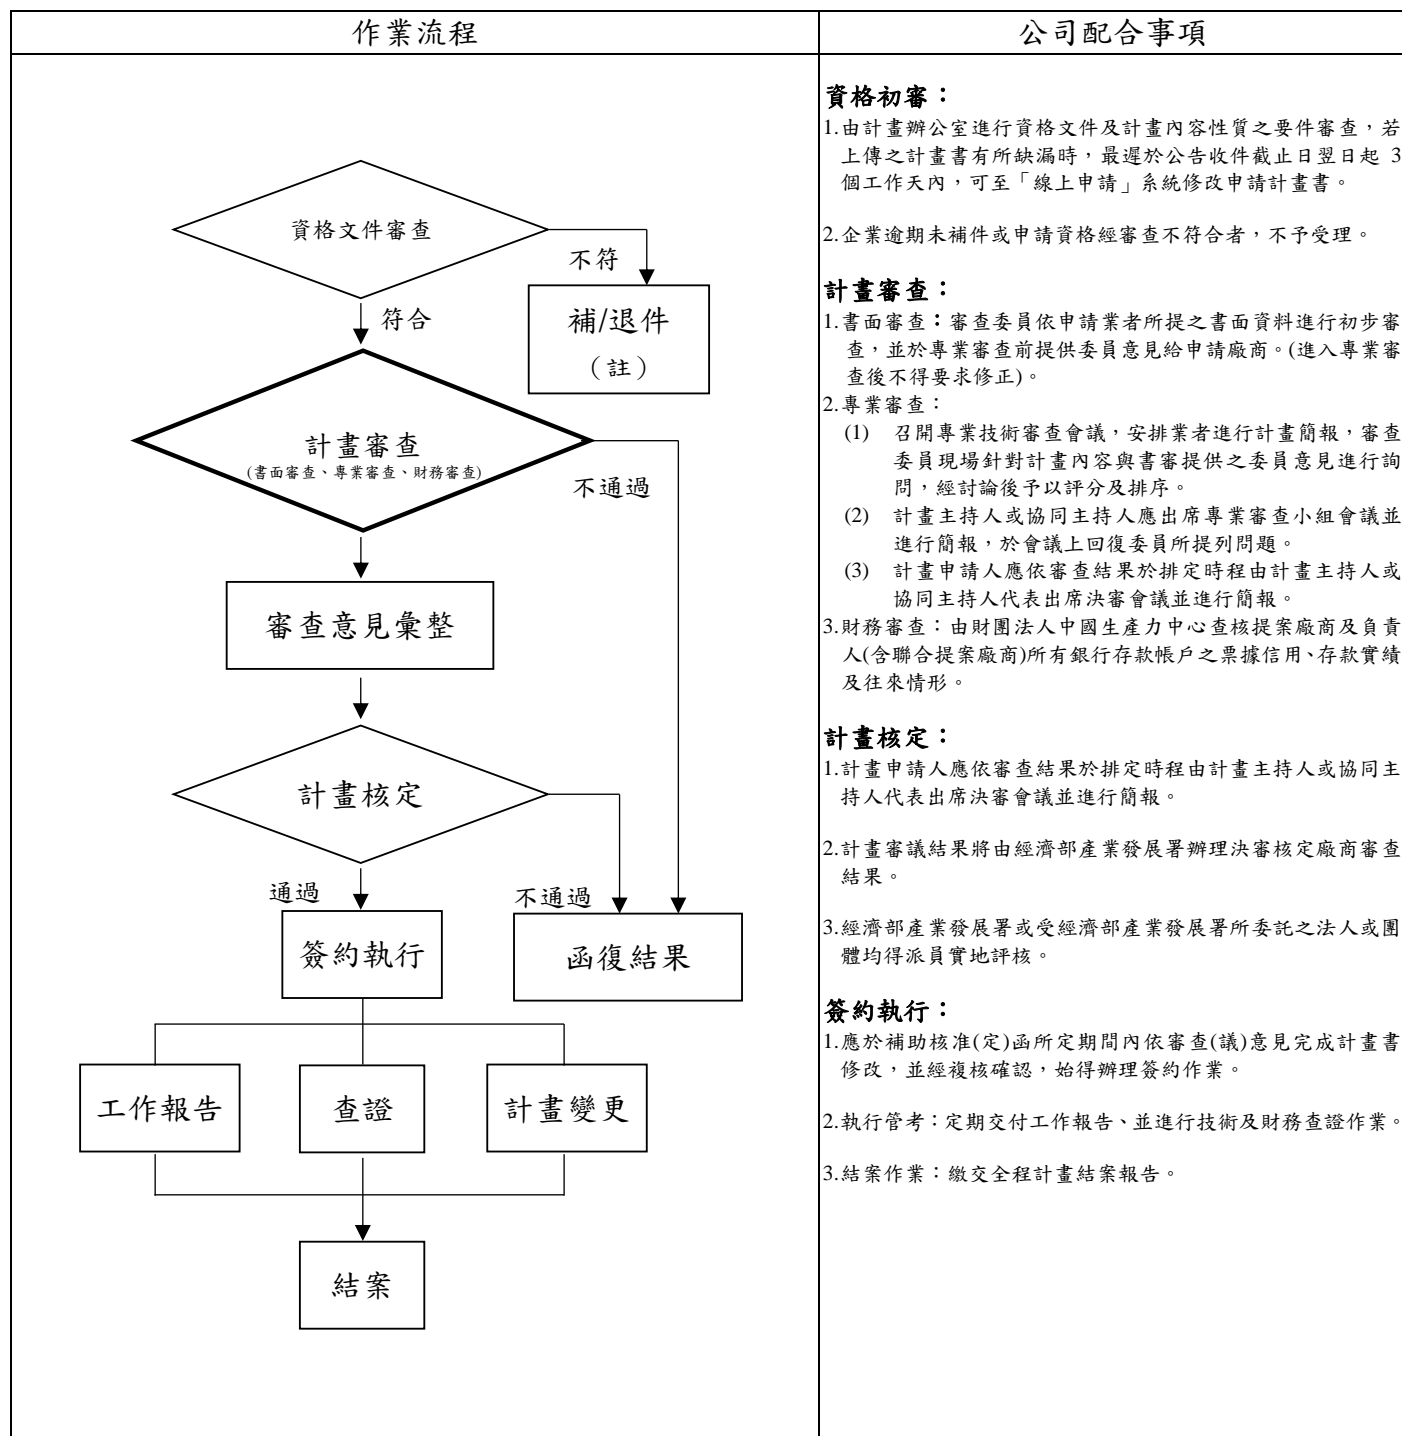 作業流程
公司配合事項
資格文件審查
不符
符合
補/退件
（註）
計畫審查
(書面審查、專業審查、財務審查)
不通過
審查意見彙整
計畫核定
通過
不通過
簽約執行
函復結果
工作報告
查證
計畫變更
結案
資格初審：
1.由計畫辦公室進行資格文件及計畫內容性質之要件審查，若
上傳之計畫書有所缺漏時，最遲於公告收件截止日翌日起 3
個工作天內，可至「線上申請」系統修改申請計畫書。
2.企業逾期未補件或申請資格經審查不符合者，不予受理。
計畫審查：
1.書面審查：審查委員依申請業者所提之書面資料進行初步審
查，並於專業審查前提供委員意見給申請廠商。(進入專業審
查後不得要求修正)。
2.專業審查：
(1) 召開專業技術審查會議，安排業者進行計畫簡報，審查
委員現場針對計畫內容與書審提供之委員意見進行詢
問，經討論後予以評分及排序。
(2) 計畫主持人或協同主持人應出席專業審查小組會議並
進行簡報，於會議上回復委員所提列問題。
(3) 計畫申請人應依審查結果於排定時程由計畫主持人或
協同主持人代表出席決審會議並進行簡報。
3.財務審查：由財團法人中國生產力中心查核提案廠商及負責
人(含聯合提案廠商)所有銀行存款帳戶之票據信用、存款實績
及往來情形。
計畫核定：
1.計畫申請人應依審查結果於排定時程由計畫主持人或協同主
持人代表出席決審會議並進行簡報。
2.計畫審議結果將由經濟部產業發展署辦理決審核定廠商審查
結果。
3.經濟部產業發展署或受經濟部產業發展署所委託之法人或團
體均得派員實地評核。
簽約執行：
1.應於補助核准(定)函所定期間內依審查(議)意見完成計畫書
修改，並經複核確認，始得辦理簽約作業。
2.執行管考：定期交付工作報告、並進行技術及財務查證作業。
3.結案作業：繳交全程計畫結案報告。